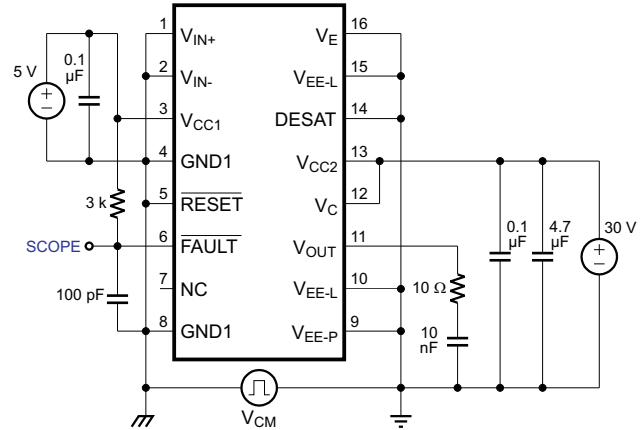 1 V_IN+ V_E 16
2 V_IN- V_EE-L 15
5 V 0.1 µF
3 V_CC1 DESAT 14
4 GND1 V_CC2 13
3 k 5 RESET V_C 12
0.1 µF 4.7 µF 30 V
SCOPE 6 FAULT V_OUT 11
100 pF 7 NC V_EE-L 10
10 Ω
8 GND1 V_EE-P 9
10 nF
V_CM